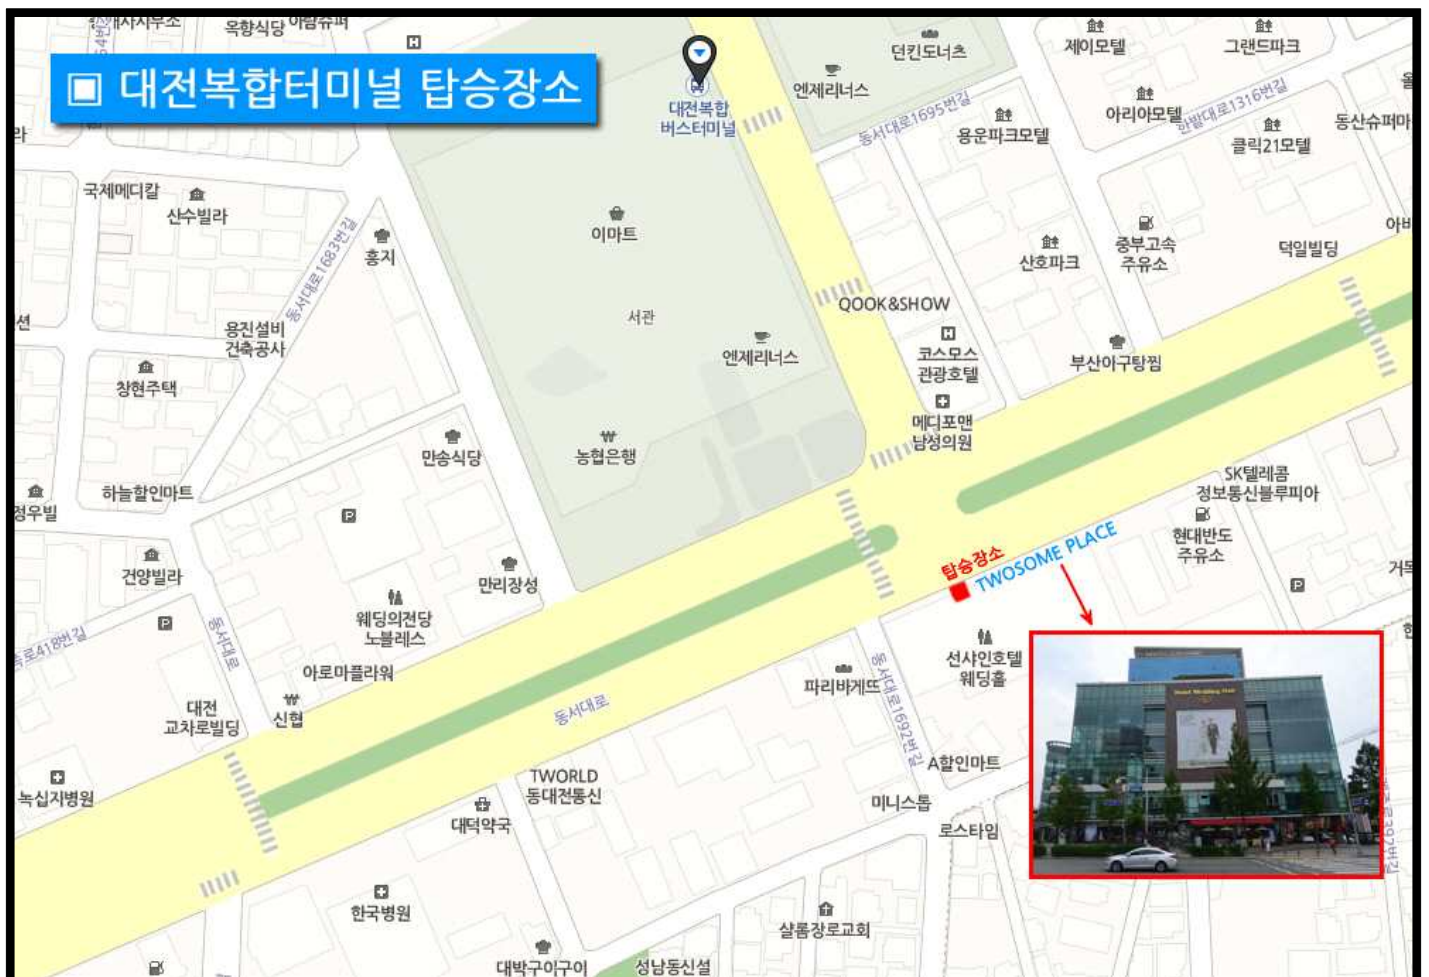 옥향식당
아람슈퍼
▣ 대전복합터미널 탑승장소
대전복합
버스터미널
던킨도너츠
엔제리너스
제이모텔
그랜드파크
동서대로1695번길
용운파크모텔
아리아모텔
한밭대로1316번길
클릭21모텔
동산슈퍼마
국제메디칼
산수빌라
동서대로1683번길
홍지
이마트
서관
엔제리너스
산호파크
중부고속
주유소
덕일빌딩
QOOK&SHOW
코스모스
관광호텔
부산아구탕찜
메디포맨
남성의원
용진설비
건축공사
창현주택
만송식당
농협은행
하늘할인마트
정우빌
P
SK텔레콤
정보통신블루피아
현대반도
주유소
탑승장소
TWOSOME PLACE
건양빌라
만리장성
웨딩의전당
노블레스
P
P
동서대로
아로마플라워
선샤인호텔
웨딩홀
파리바게뜨
동서대로1692번길
대전
교차로빌딩
신협
동서대로
녹십자병원
TWORLD
동대전통신
대덕약국
A할인마트
미니스톱
로스타임
Hotel Wedding Hall
한국병원
샬롬장로교회
대박구이구이
성남동신설